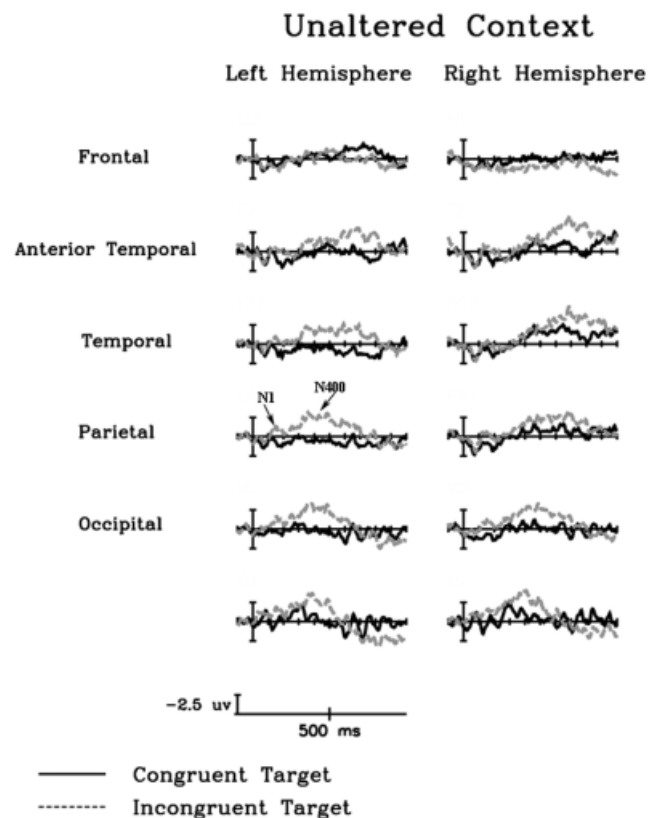 Unaltered Context
Left Hemisphere Right Hemisphere
Frontal
Anterior Temporal
Temporal
N1 N400
Parietal
Occipital
-2.5 uv
500 ms
Congruent Target
Incongruent Target